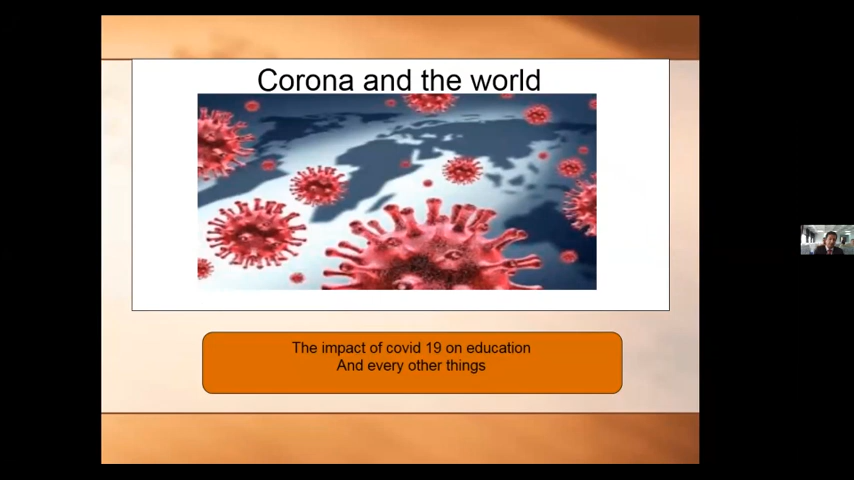 Corona and the world
The impact of covid 19 on education
And every other things